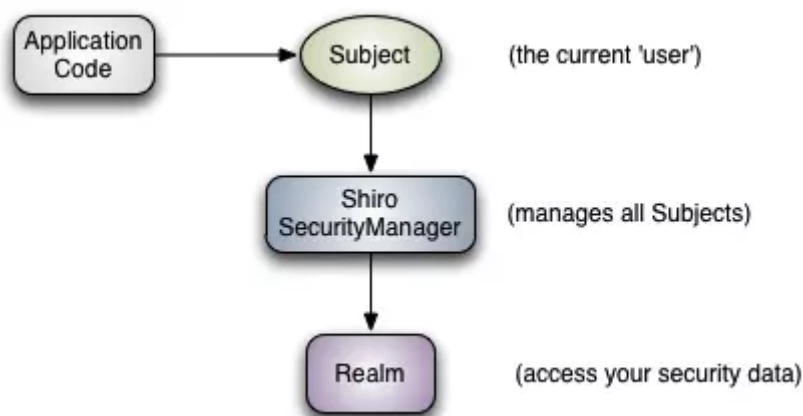 Application
Code
Subject
(the current 'user')
Shiro
SecurityManager
(manages all Subjects)
Realm
(access your security data)